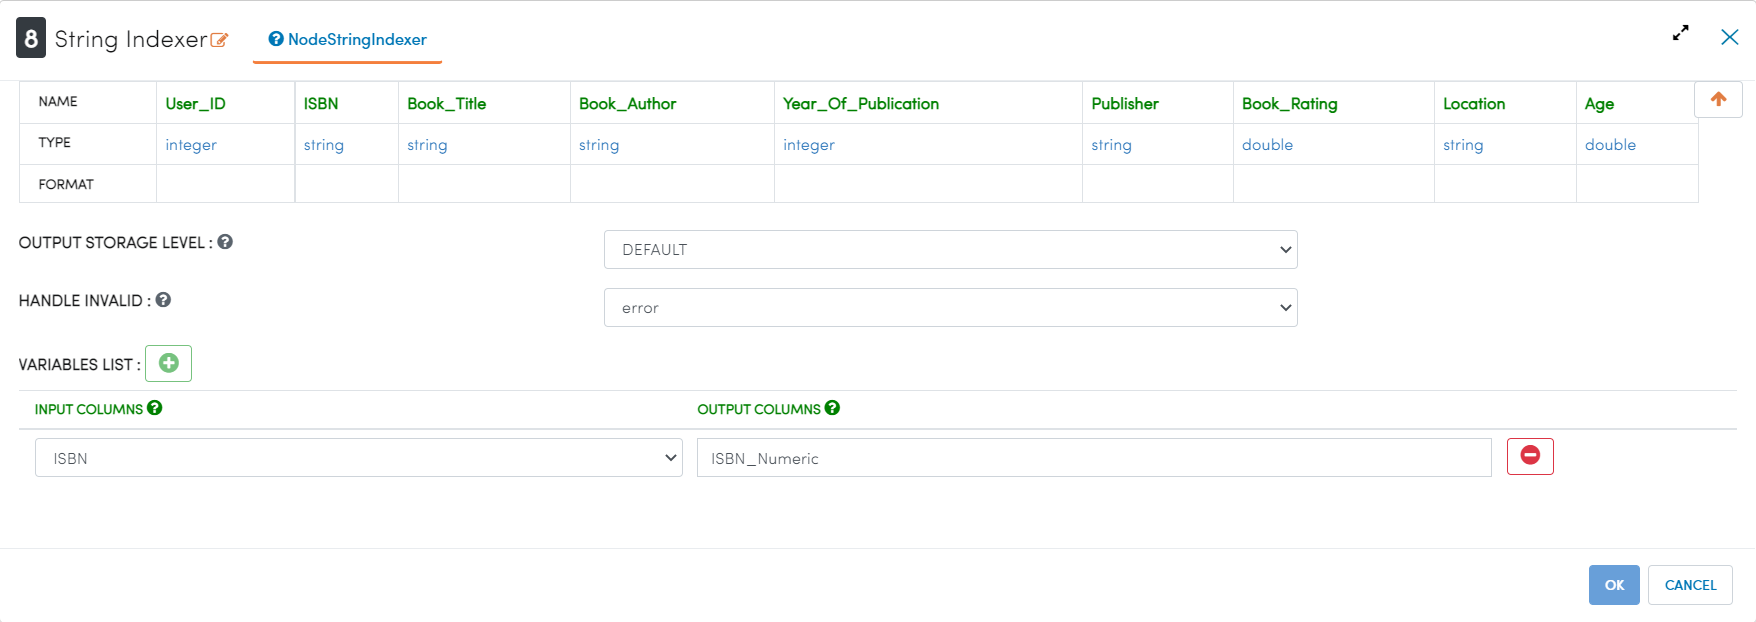 8 String Indexer ? NodeStringIndexer
NAME User_ID ISBN Book_Title Book_Author Year_Of_Publication Publisher Book_Rating Location Age
TYPE integer string string string integer string double string double
FORMAT
OUTPUT STORAGE LEVEL : ? DEFAULT
HANDLE INVALID : ? error
VARIABLES LIST :
INPUT COLUMNS ? OUTPUT COLUMNS ?
ISBN ISBN_Numeric
OK CANCEL